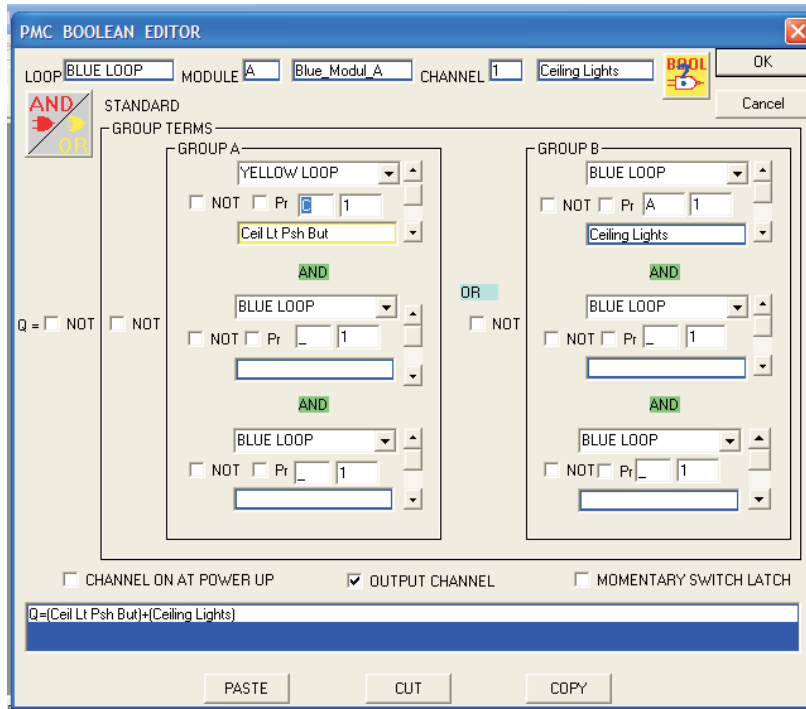 PMC BOOLEAN EDITOR
LOOP BLUE LOOP MODULE A Blue_Modul_A CHANNEL 1 Ceiling Lights BOOL ? OK
Cancel
AND OR STANDARD
GROUP TERMS
GROUP A
YELLOW LOOP
NOT Pr C 1
Ceil Lt Psh But
AND
BLUE LOOP
NOT Pr _ 1
AND
BLUE LOOP
NOT Pr _ 1
Q = NOT NOT
OR
NOT
GROUP B
BLUE LOOP
NOT Pr A 1
Ceiling Lights
AND
BLUE LOOP
NOT Pr _ 1
AND
BLUE LOOP
NOT Pr _ 1
CHANNEL ON AT POWER UP OUTPUT CHANNEL MOMENTARY SWITCH LATCH
Q=(Ceil Lt Psh But)+(Ceiling Lights)
PASTE CUT COPY